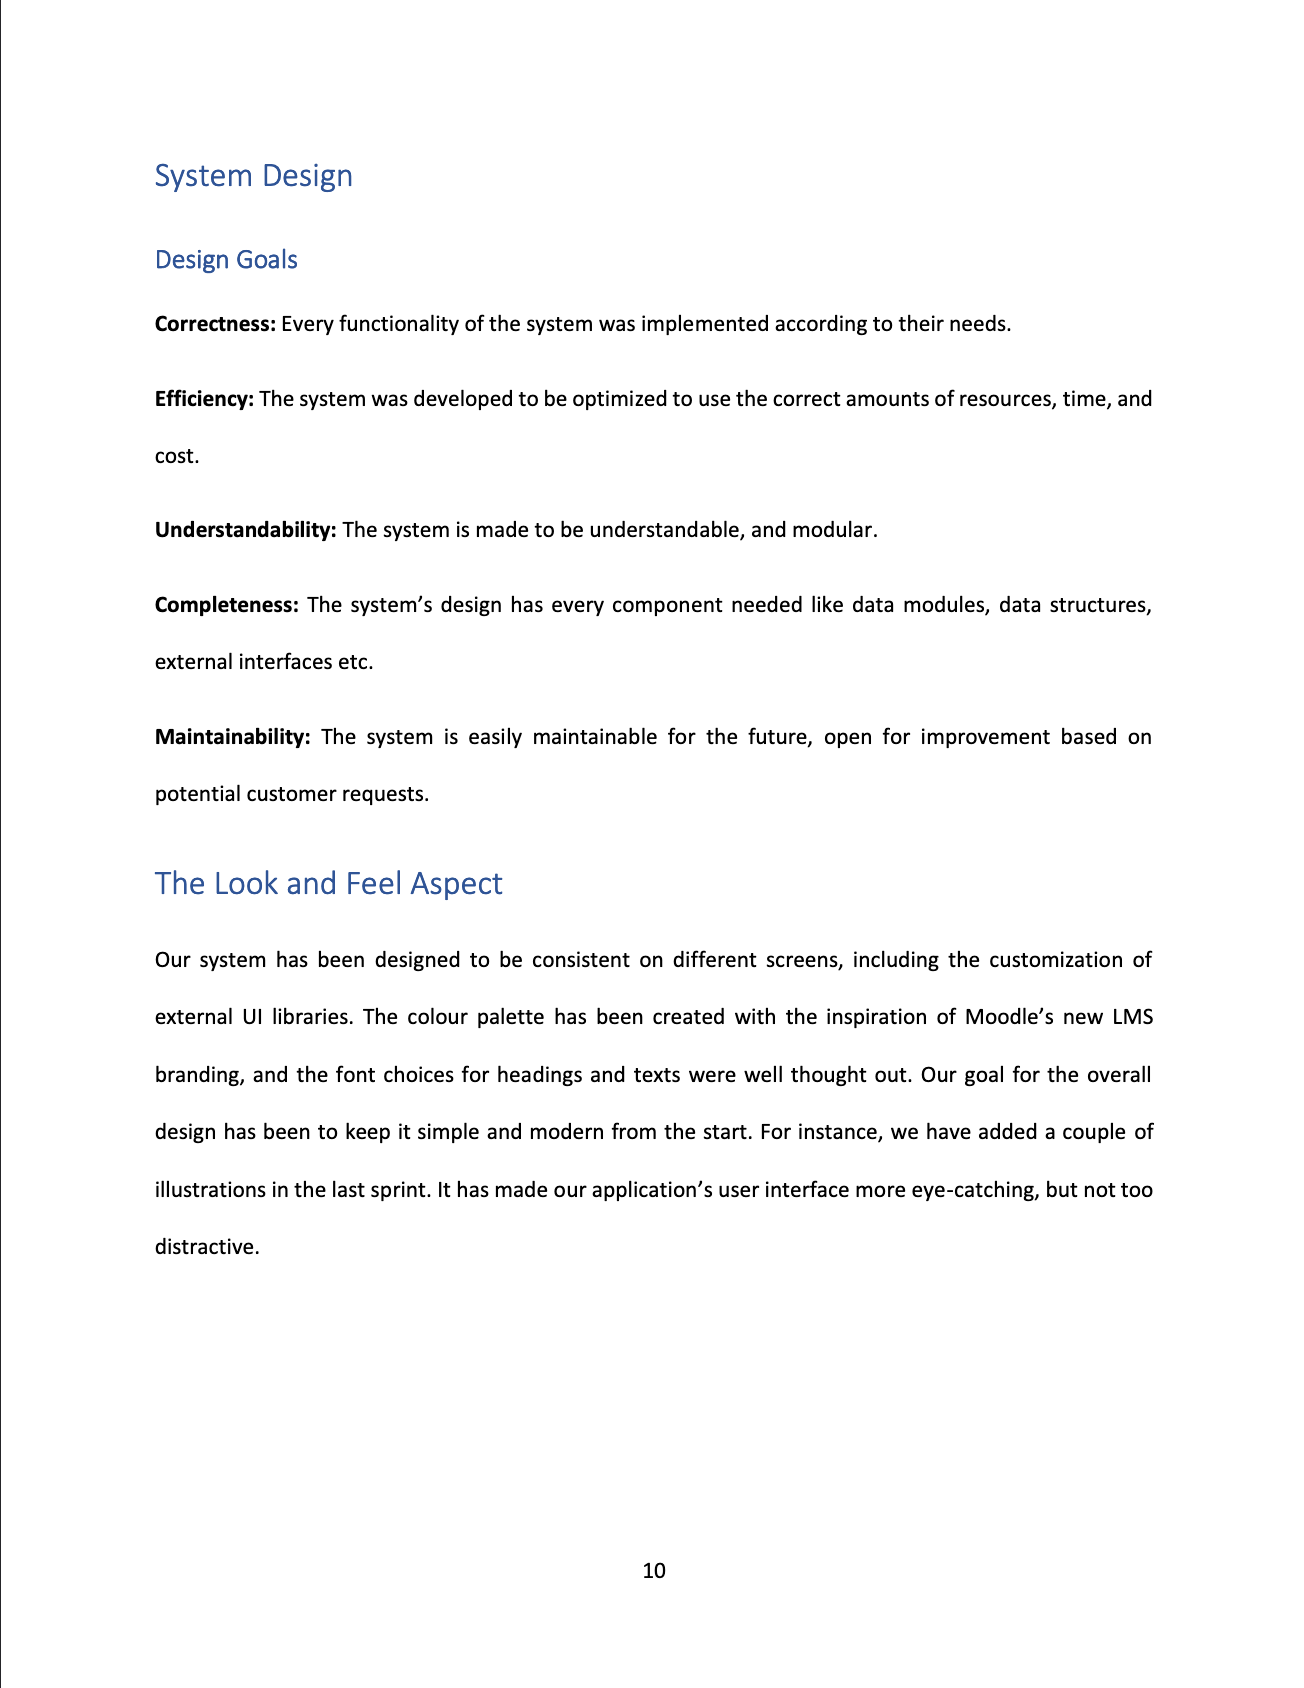 System Design
Design Goals
Correctness: Every functionality of the system was implemented according to their needs.
Efficiency: The system was developed to be optimized to use the correct amounts of resources, time, and
cost.
Understandability: The system is made to be understandable, and modular.
Completeness: The system’s design has every component needed like data modules, data structures,
external interfaces etc.
Maintainability: The system is easily maintainable for the future, open for improvement based on
potential customer requests.
The Look and Feel Aspect
Our system has been designed to be consistent on different screens, including the customization of
external UI libraries. The colour palette has been created with the inspiration of Moodle’s new LMS
branding, and the font choices for headings and texts were well thought out. Our goal for the overall
design has been to keep it simple and modern from the start. For instance, we have added a couple of
illustrations in the last sprint. It has made our application’s user interface more eye-catching, but not too
distractive.
10